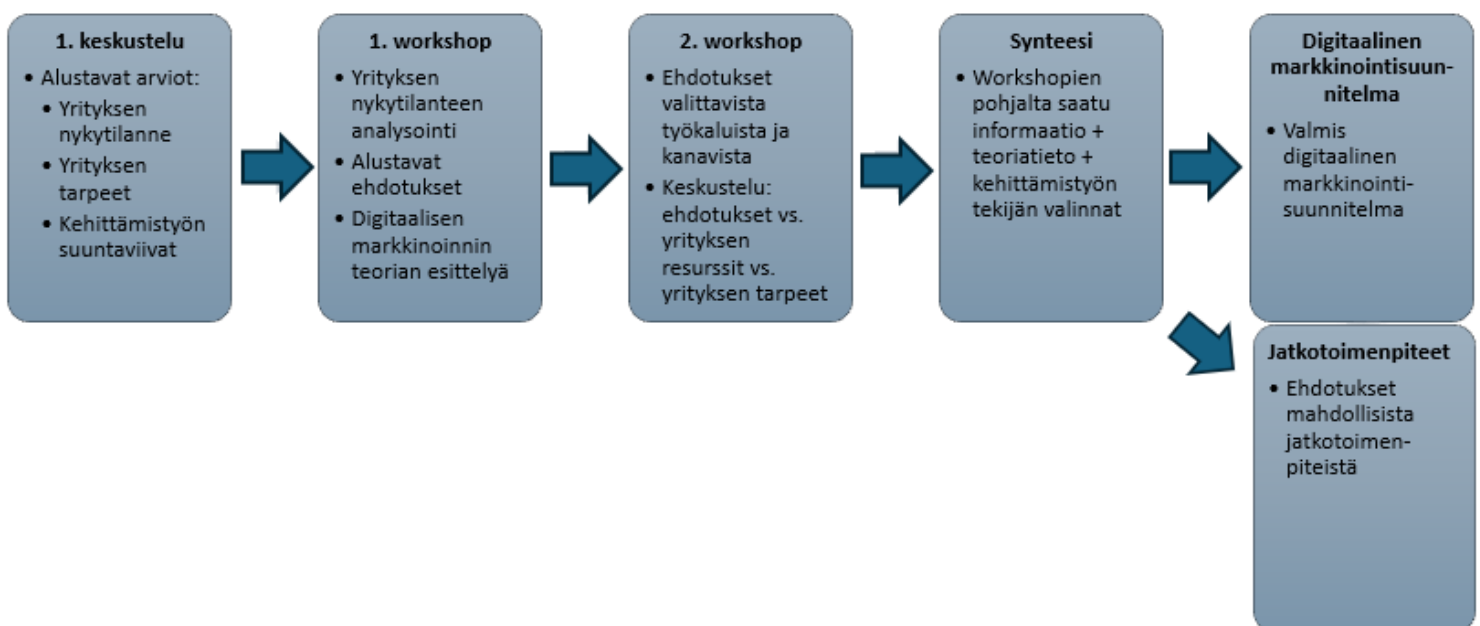 1. keskustelu
• Alustavat arviot:
• Yrityksen
nykytilanne
• Yrityksen
tarpeet
• Kehittämistyön
suuntaviivat
1. workshop
• Yrityksen
nykytilanteen
analysointi
• Alustavat
ehdotukset
• Digitaalisen
markkinoinnin
teorian esittelyä
2. workshop
• Ehdotukset
valittavista
työkaluista ja
kanavista
• Keskustelu:
ehdotukset vs.
yrityksen
resurssit vs.
yrityksen tarpeet
Synteesi
• Workshopien
pohjalta saatu
informaatio +
teoriatieto +
kehittämistyön
tekijän valinnat
Digitaalinen
markkinointisuun-
nitelma
• Valmis
digitaalinen
markkinointi-
suunnitelma
Jatkotoimenpiteet
• Ehdotukset
mahdollisista
jatkotoimen-
piteistä